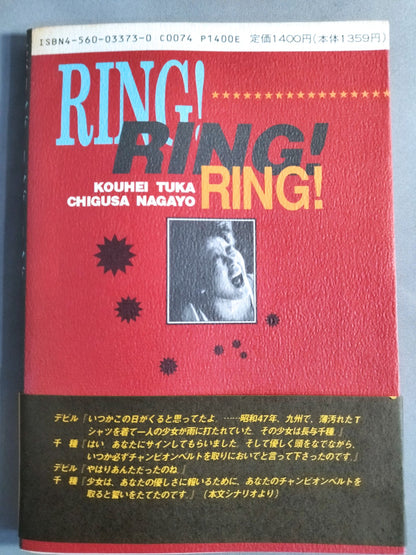 ISBN4-560-03373-0 C0074 P1400E 定価1400円(本体1359円)
RING!
RING!
KOUHEI TUKA
CHIGUSA NAGAYO
RING!
デビル『いつかこの日がくると思ってたよ。……昭和47年、九州で、薄汚れたT
シャツを着て一人の少女が雨に打たれていた。その少女は長与千種。』
千　種『はい。あなたにサインしてもらいました。そして優しく頭をなでながら、
いつか必ずチャンピオンベルトを取りにおいでと言って下さったのです。』
デビル『やはりあんただったのね』
千　種『少女は、あなたの優しさに報いるために、あなたのチャンピオンベルトを
取ると誓いをたてたのです。』（本文シナリオより）